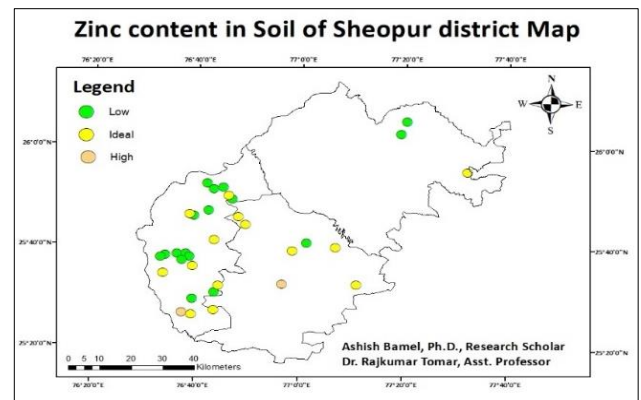 Zinc content in Soil of Sheopur district Map
76°20'0"E 76°40'0"E 77°0'0"E 77°20'0"E 77°40'0"E
Legend
Low
Ideal
High
N
W E
S
26°0'0"N 26°0'0"N
25°40'0"N 25°40'0"N
25°20'0"N 25°20'0"N
Ashish Bamel, Ph.D., Research Scholar
Dr. Rajkumar Tomar, Asst. Professor
0 5 10 20 30 40
Kilometers
76°20'0"E 76°40'0"E 77°0'0"E 77°20'0"E 77°40'0"E